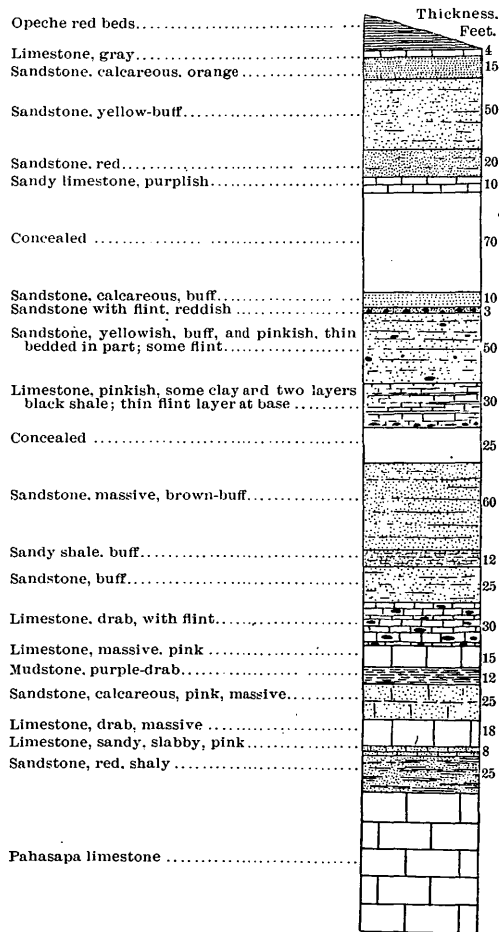 Thickness.
Feet.
Opeche red beds
Limestone, gray 4
Sandstone, calcareous, orange 15
Sandstone, yellow-buff 50
Sandstone, red 20
Sandy limestone, purplish 10
Concealed 70
Sandstone, calcareous, buff 10
Sandstone with flint, reddish 3
Sandstone, yellowish, buff, and pinkish, thin
bedded in part; some flint 50
Limestone, pinkish, some clay and two layers
black shale; thin flint layer at base 30
Concealed 25
Sandstone, massive, brown-buff 60
Sandy shale, buff 12
Sandstone, buff 25
Limestone, drab, with flint 30
Limestone, massive, pink 15
Mudstone, purple-drab 12
Sandstone, calcareous, pink, massive 25
Limestone, drab, massive 18
Limestone, sandy, slabby, pink 8
Sandstone, red, shaly 25
Pahasapa limestone